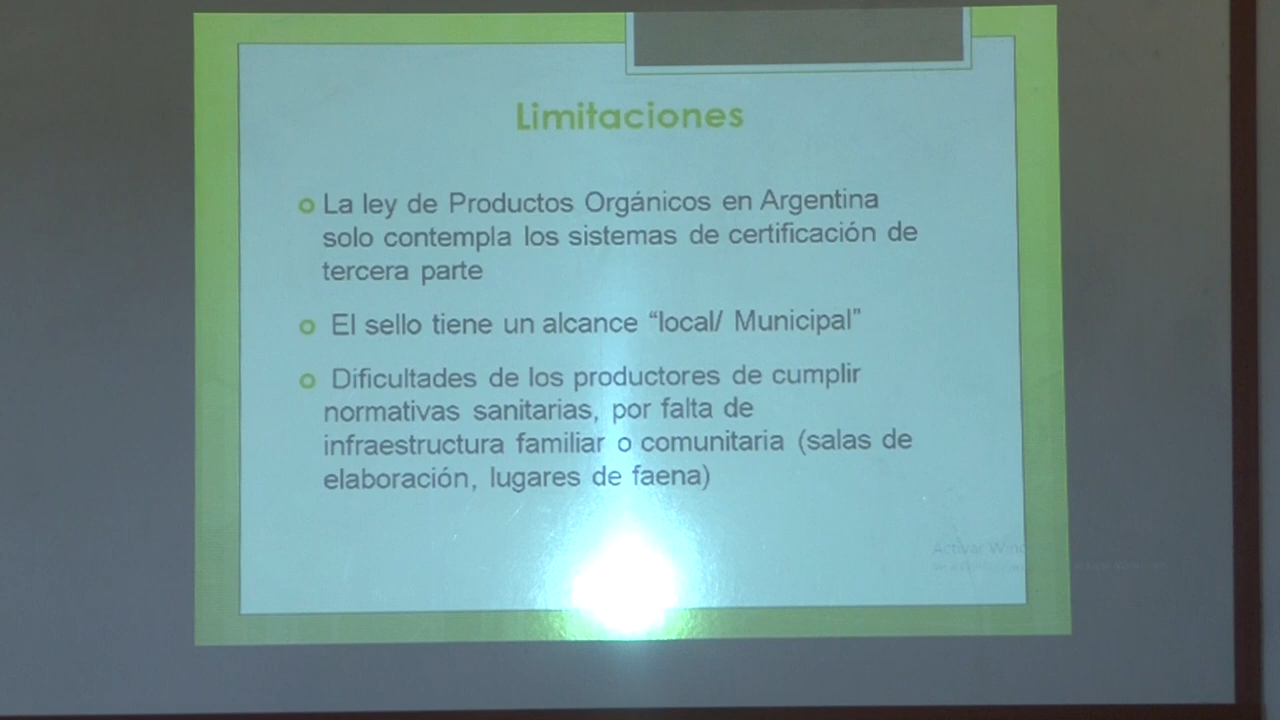 Limitaciones
La ley de Productos Orgánicos en Argentina
solo contempla los sistemas de certificación de
tercera parte
El sello tiene un alcance “local/ Municipal”
Dificultades de los productores de cumplir
normativas sanitarias, por falta de
infraestructura familiar o comunitaria (salas de
elaboración, lugares de faena)
Activar Wind